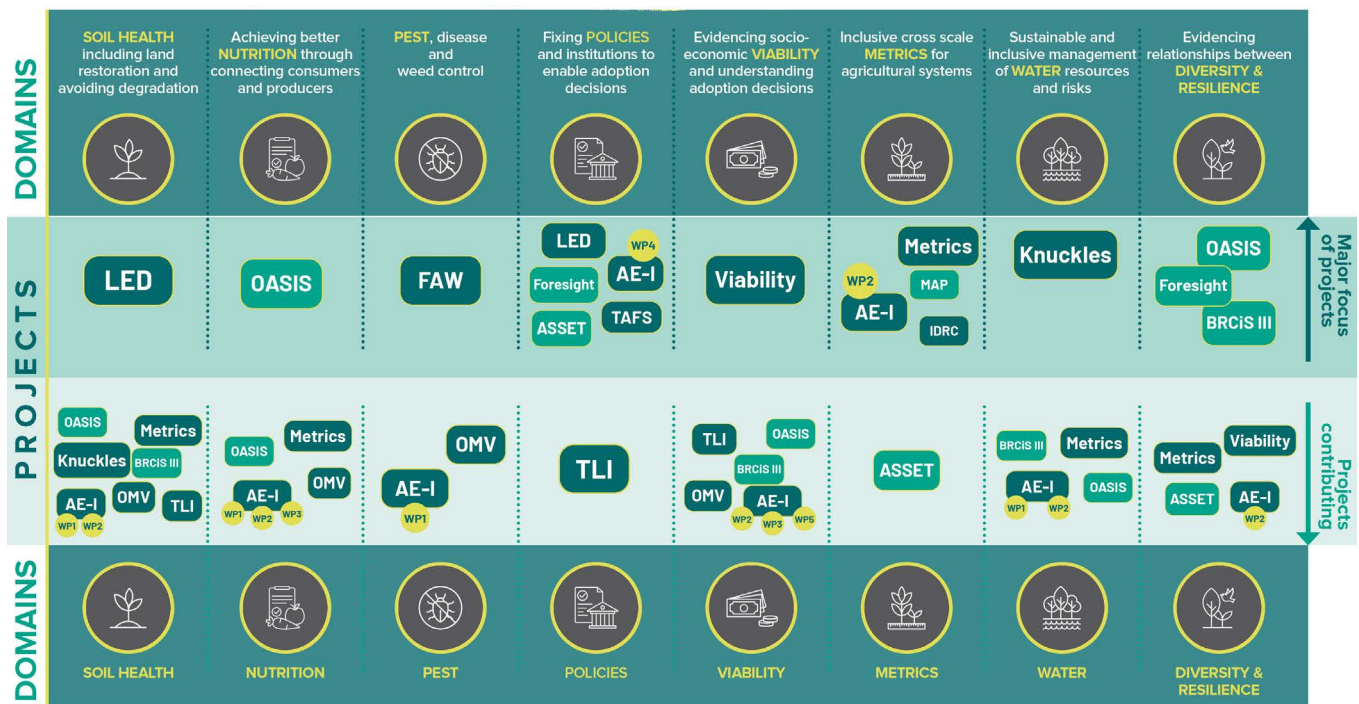 DOMAINS
SOIL HEALTH
including land
restoration and
avoiding degradation
Achieving better
NUTRITION through
connecting consumers
and producers
PEST, disease
and
weed control
Fixing POLICIES
and institutions to
enable adoption
decisions
Evidencing socio-
economic VIABILITY
and understanding
adoption decisions
Inclusive cross scale
METRICS for
agricultural systems
Sustainable and
inclusive management
of WATER resources
and risks
Evidencing
relationships between
DIVERSITY &
RESILIENCE
PROJECTS
Major focus
of projects
LED
OASIS
FAW
LED
WP4
AE-I
Foresight
ASSET
TAFS
Viability
Metrics
WP2
MAP
AE-I
IDRC
Knuckles
OASIS
Foresight
BRCiS III
Projects
contributing
OASIS
Metrics
Knuckles
BRCiS III
AE-I
WP1
WP2
OMV
TLI
Metrics
OASIS
OMV
AE-I
WP1
WP2
WP3
OMV
AE-I
WP1
TLI
TLI
OASIS
BRCiS III
OMV
AE-I
WP2
WP3
WP5
ASSET
BRCiS III
Metrics
AE-I
WP1
WP2
OASIS
Viability
Metrics
ASSET
AE-I
WP2
DOMAINS
SOIL HEALTH
NUTRITION
PEST
POLICIES
VIABILITY
METRICS
WATER
DIVERSITY &
RESILIENCE